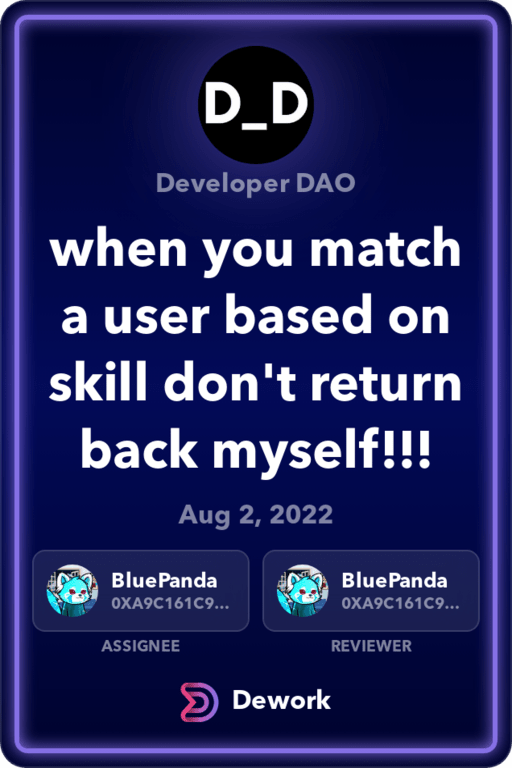 D_D
Developer DAO
when you match
a user based on
skill don't return
back myself!!!
Aug 2, 2022
BluePanda
0XA9C161C9...
ASSIGNEE
BluePanda
0XA9C161C9...
REVIEWER
Dework